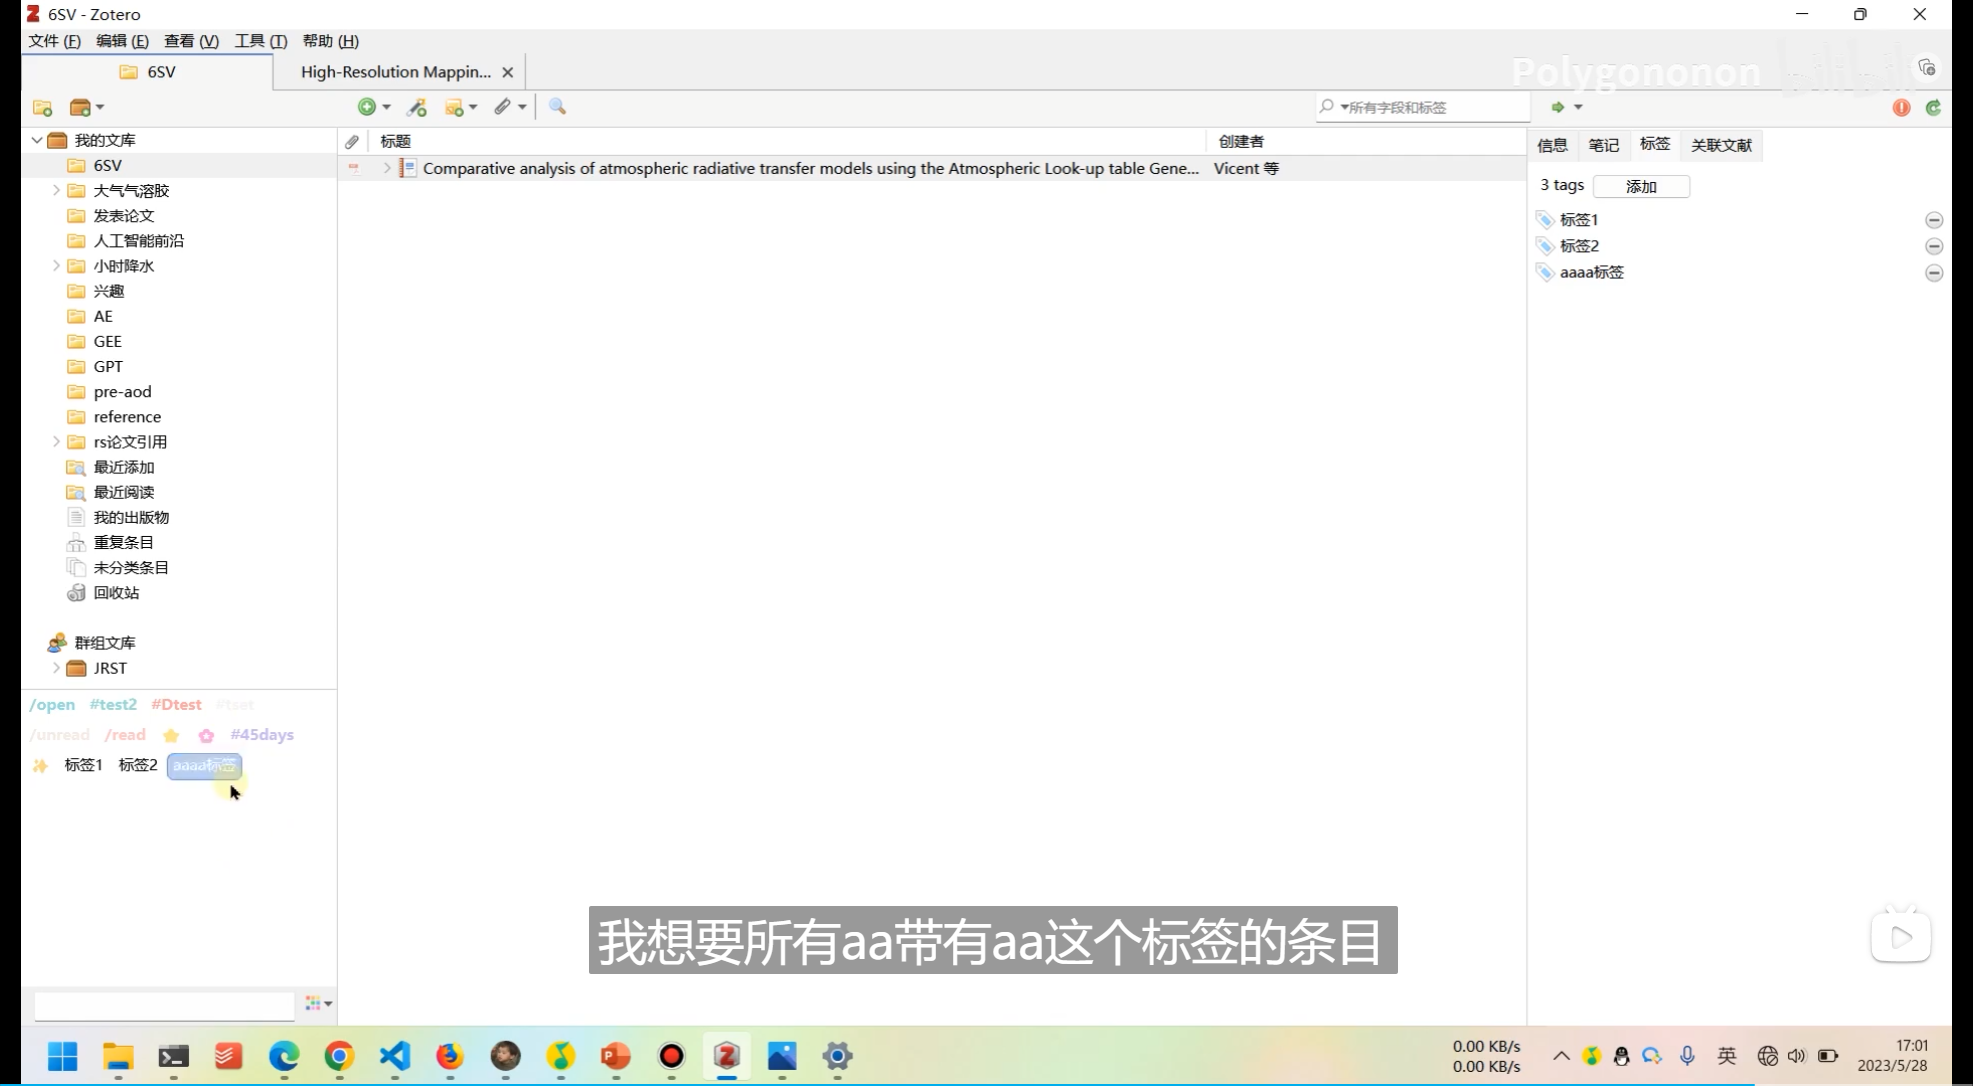 6SV - Zotero
文件 (F) 编辑 (E) 查看 (V) 工具 (T) 帮助 (H)
6SV
High-Resolution Mappin...
Polygononon
bilibili
所有字段和标签
我的文库
6SV
大气气溶胶
发表论文
人工智能前沿
小时降水
兴趣
AE
GEE
GPT
pre-aod
reference
rs论文引用
最近添加
最近阅读
我的出版物
重复条目
未分类条目
回收站
群组文库
JRST
/open #test2 #Dtest #tset
/unread /read #45days
标签1 标签2 aaaa标签
标题 创建者
Comparative analysis of atmospheric radiative transfer models using the Atmospheric Look-up table Gene... Vicent 等
信息 笔记 标签 关联文献
3 tags 添加
标签1
标签2
aaaa标签
我想要所有aa带有aa这个标签的条目
0.00 KB/s
0.00 KB/s
英
17:01
2023/5/28